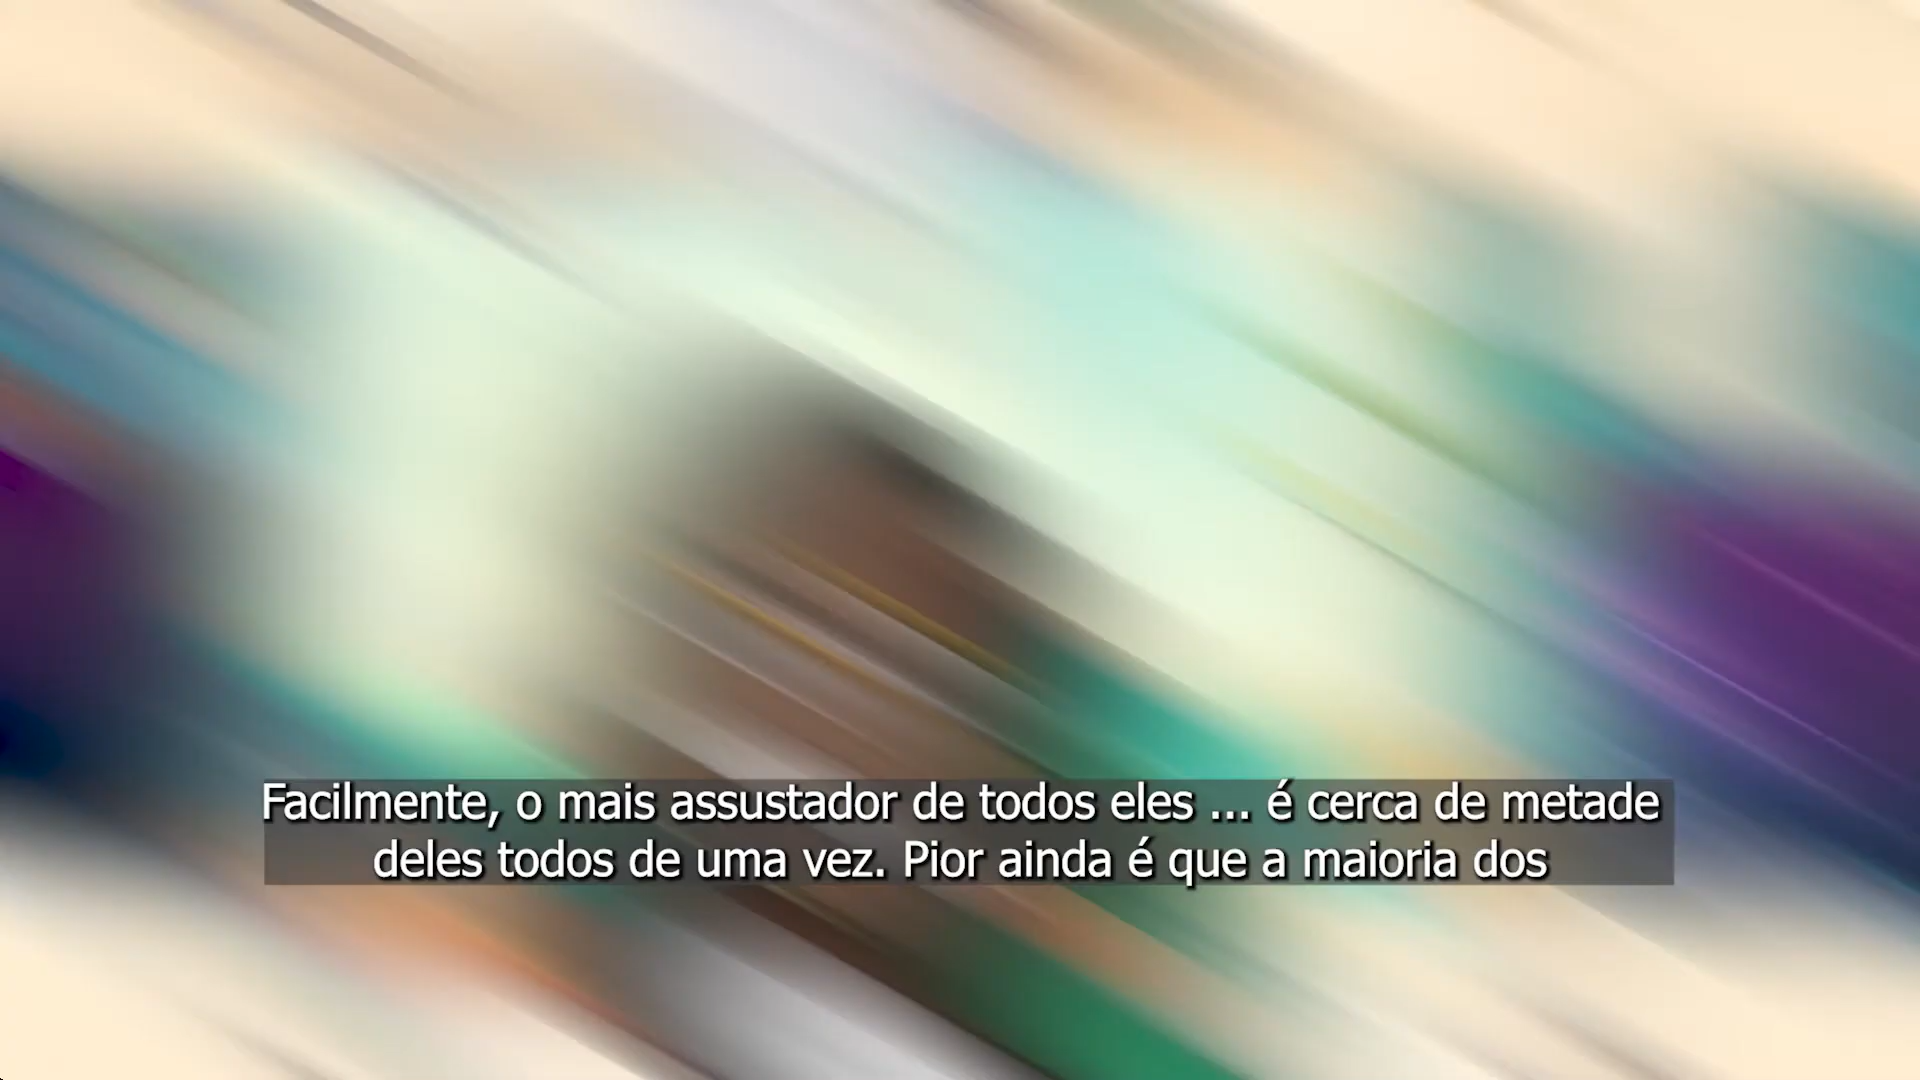 Facilmente, o mais assustador de todos eles ... é cerca de metade
deles todos de uma vez. Pior ainda é que a maioria dos